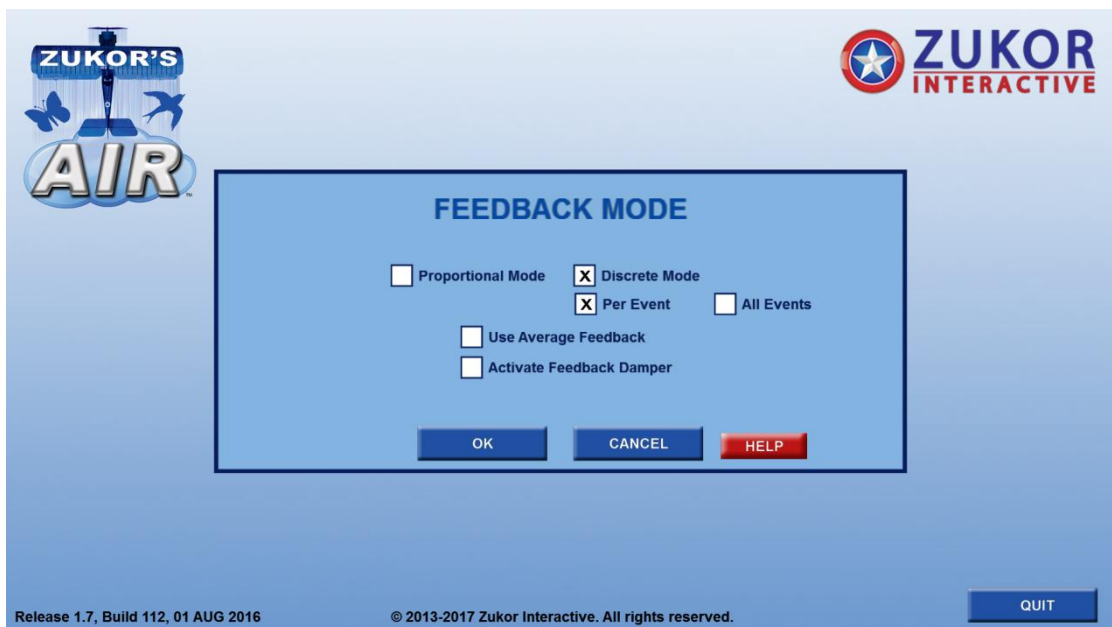 ZUKOR'S
AIR™
ZUKOR
INTERACTIVE
FEEDBACK MODE
Proportional Mode X Discrete Mode
X Per Event All Events
Use Average Feedback
Activate Feedback Damper
OK CANCEL HELP
QUIT
Release 1.7, Build 112, 01 AUG 2016 © 2013-2017 Zukor Interactive. All rights reserved.